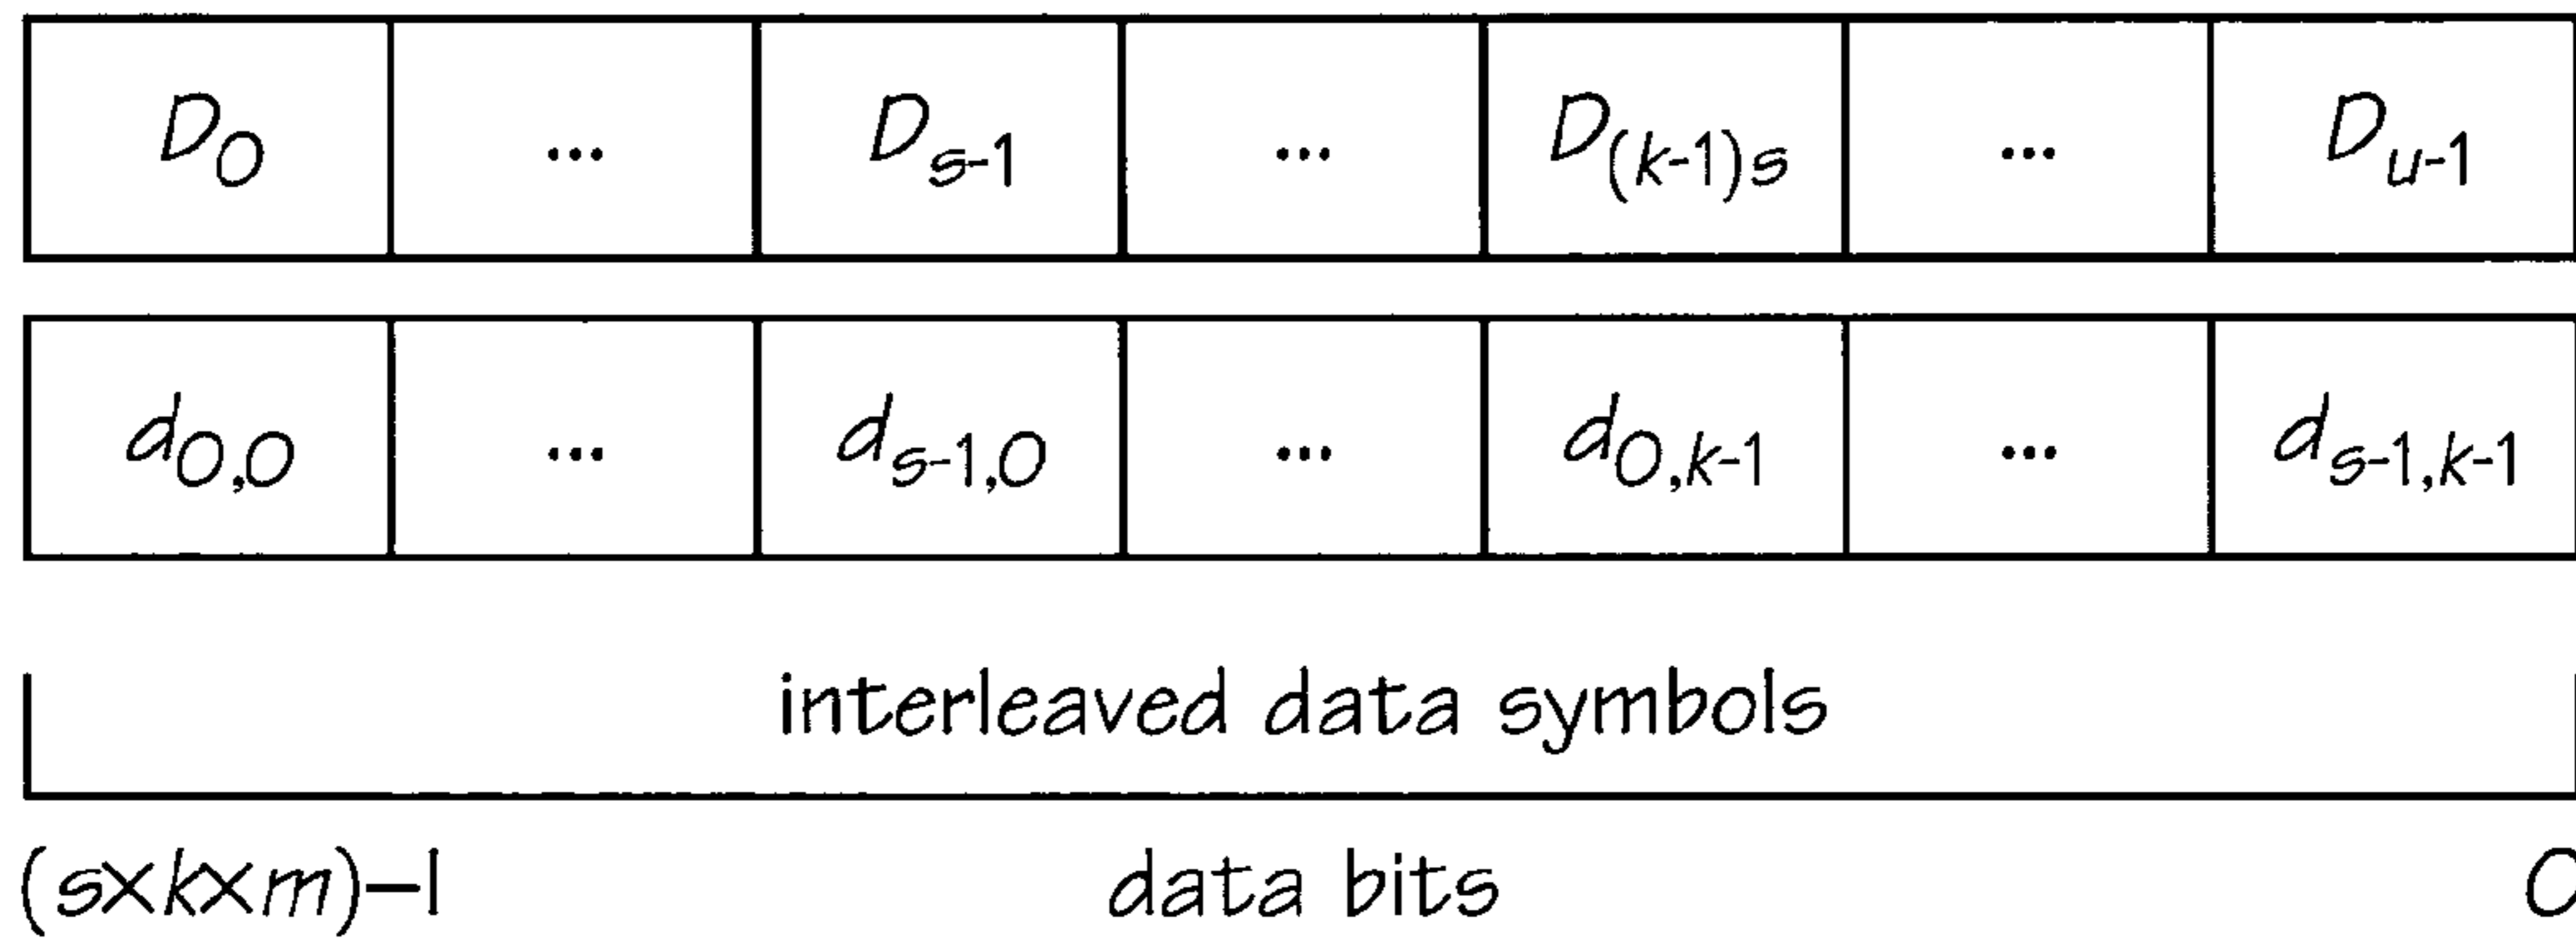 D0 ... Ds-1 ... D(k-1)s ... Du-1
d0,0 ... ds-1,0 ... d0,k-1 ... ds-1,k-1
interleaved data symbols
(s×k×m)–1 data bits 0